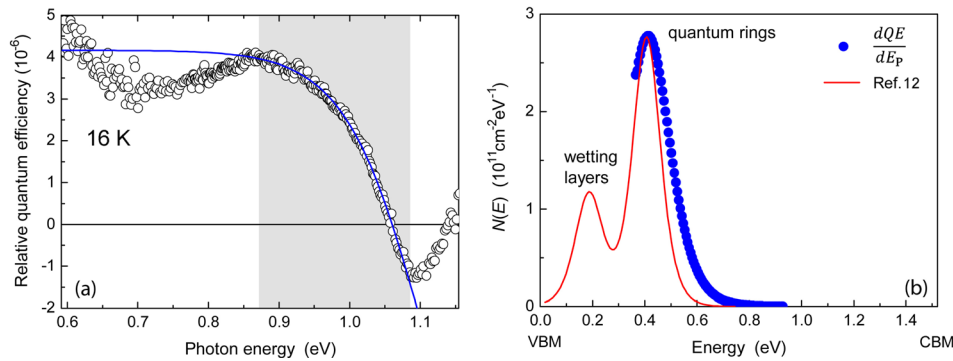 Relative quantum efficiency (10⁻⁶)
5
4
3
2
1
0
-1
-2
16 K
(a)
0.6 0.7 0.8 0.9 1.0 1.1
Photon energy (eV)
N(E) (10¹¹cm⁻²eV⁻¹)
3
2
1
0
quantum rings
dQE
dE_P
Ref. 12
wetting
layers
(b)
0.0 0.2 0.4 0.6 0.8 1.0 1.2 1.4
VBM Energy (eV) CBM